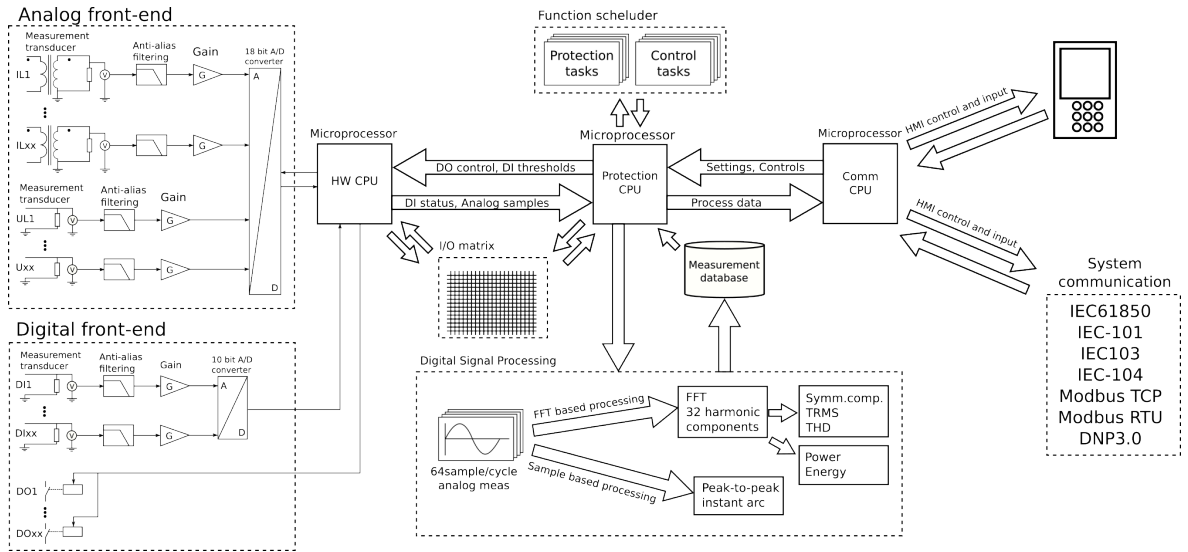 Analog front-end
Measurement
transducer
Anti-alias
filtering
Gain
18 bit A/D
converter
IL1
V
G
A
ILxx
V
G
Measurement
transducer
Anti-alias
filtering
Gain
UL1
V
G
Uxx
V
G
D
Digital front-end
Measurement
transducer
Anti-alias
filtering
Gain
10 bit A/D
converter
DI1
V
G
A
DIxx
V
G
D
DO1
DOxx
Microprocessor
HW CPU
DO control, DI thresholds
DI status, Analog samples
I/O matrix
Function scheluder
Protection
tasks
Control
tasks
Microprocessor
Protection
CPU
Settings, Controls
Process data
Measurement
database
Microprocessor
Comm
CPU
HMI control and input
HMI control and input
System
communication
IEC61850
IEC-101
IEC103
IEC-104
Modbus TCP
Modbus RTU
DNP3.0
Digital Signal Processing
64sample/cycle
analog meas
FFT based processing
Sample based processing
FFT
32 harmonic
components
Symm.comp.
TRMS
THD
Power
Energy
Peak-to-peak
instant arc